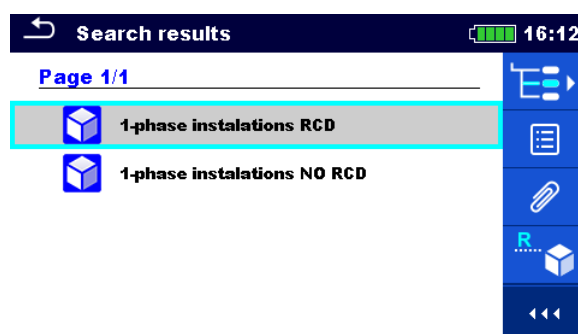 Search results 16:12
Page 1/1
1-phase instalations RCD
1-phase instalations NO RCD
R